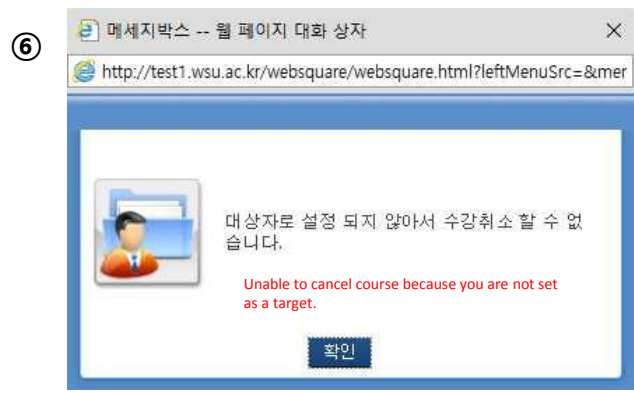 ⑥
메세지박스 -- 웹 페이지 대화 상자
http://test1.wsu.ac.kr/websquare/websquare.html?leftMenuSrc=&mer
대상자로 설정 되지 않아서 수강취소 할 수 없
습니다.
Unable to cancel course because you are not set
as a target.
확인